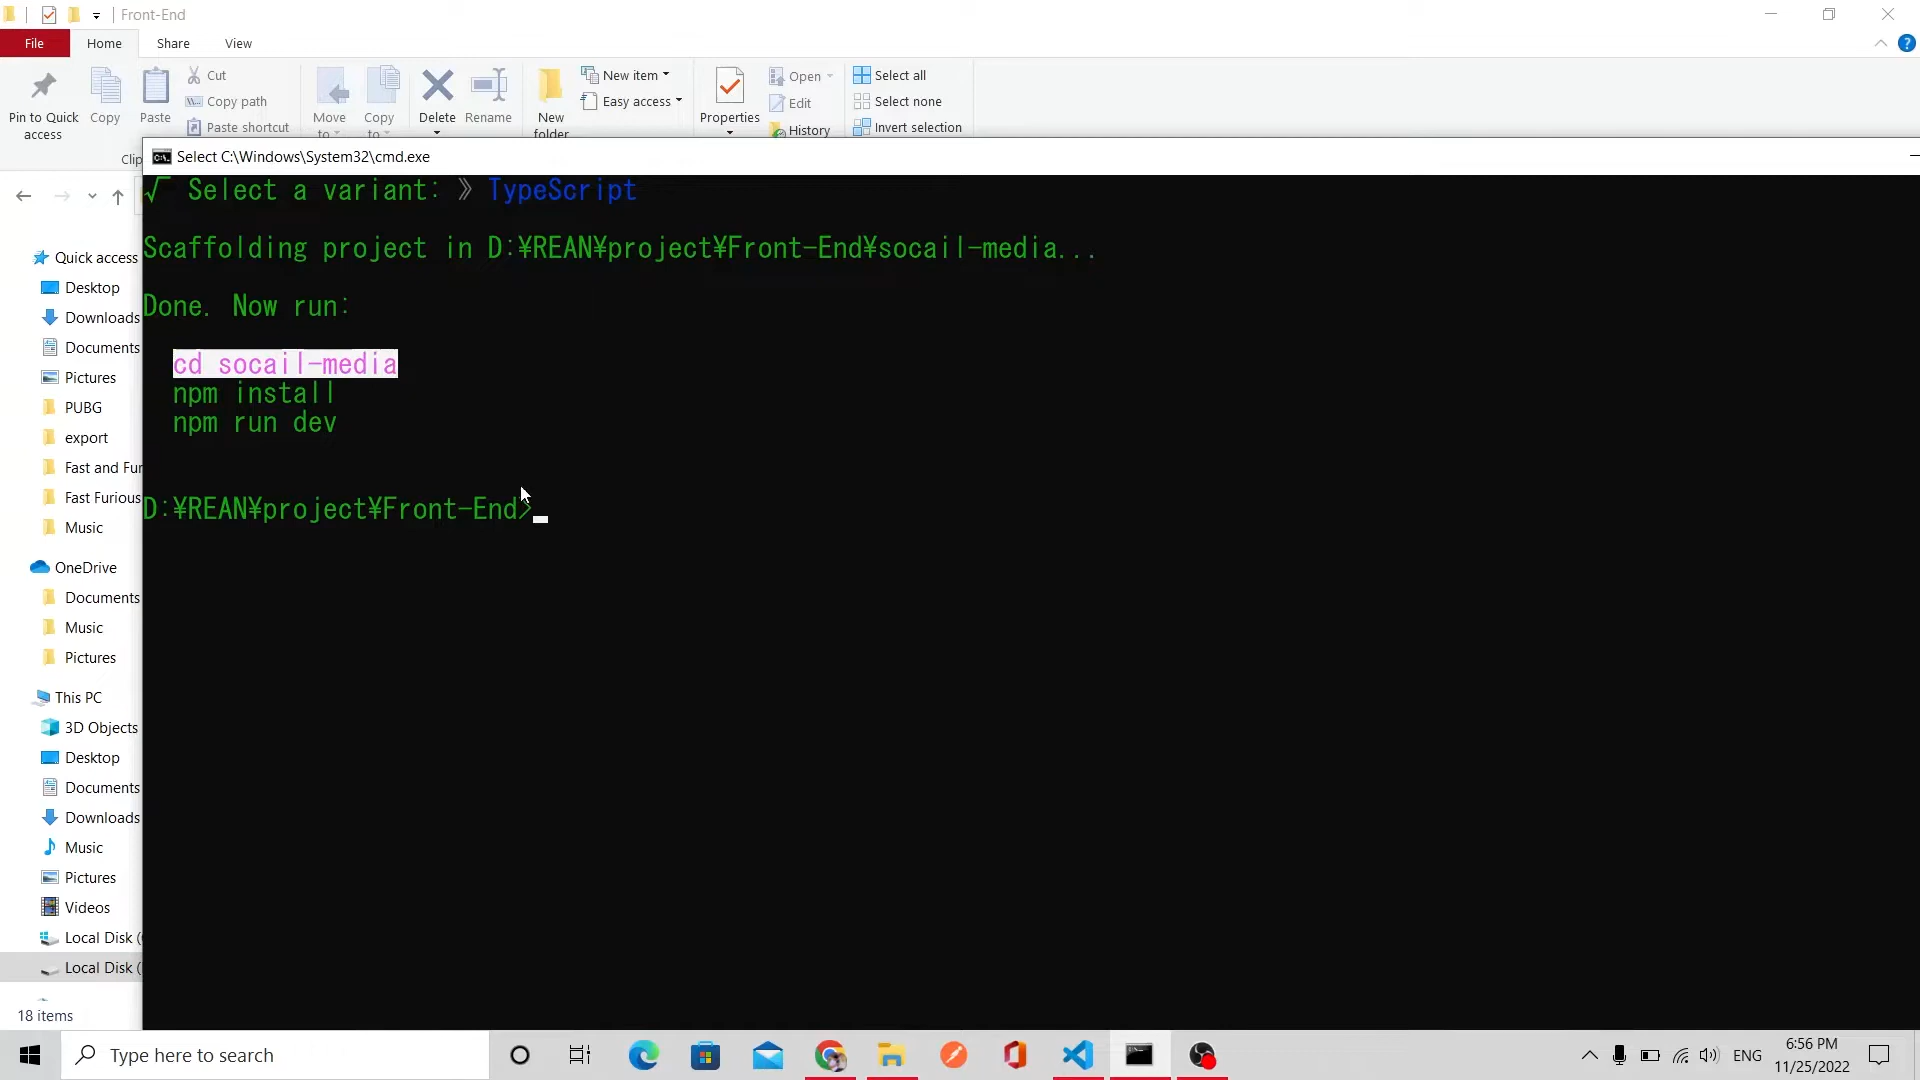 Front-End
File Home Share View
Pin to Quick access
Copy
Paste
Cut
Copy path
Paste shortcut
Move to
Copy to
Delete
Rename
New folder
New item
Easy access
Properties
Open
Edit
History
Select all
Select none
Invert selection
Clip
Select C:\Windows\System32\cmd.exe
√ Select a variant: » TypeScript
Scaffolding project in D:¥REAN¥project¥Front-End¥socail-media...
Done. Now run:
cd socail-media
npm install
npm run dev
D:¥REAN¥project¥Front-End>
Quick access
Desktop
Downloads
Documents
Pictures
PUBG
export
Fast and Fur
Fast Furious
Music
OneDrive
Documents
Music
Pictures
This PC
3D Objects
Desktop
Documents
Downloads
Music
Pictures
Videos
Local Disk (
Local Disk (
18 items
Type here to search
ENG
6:56 PM
11/25/2022